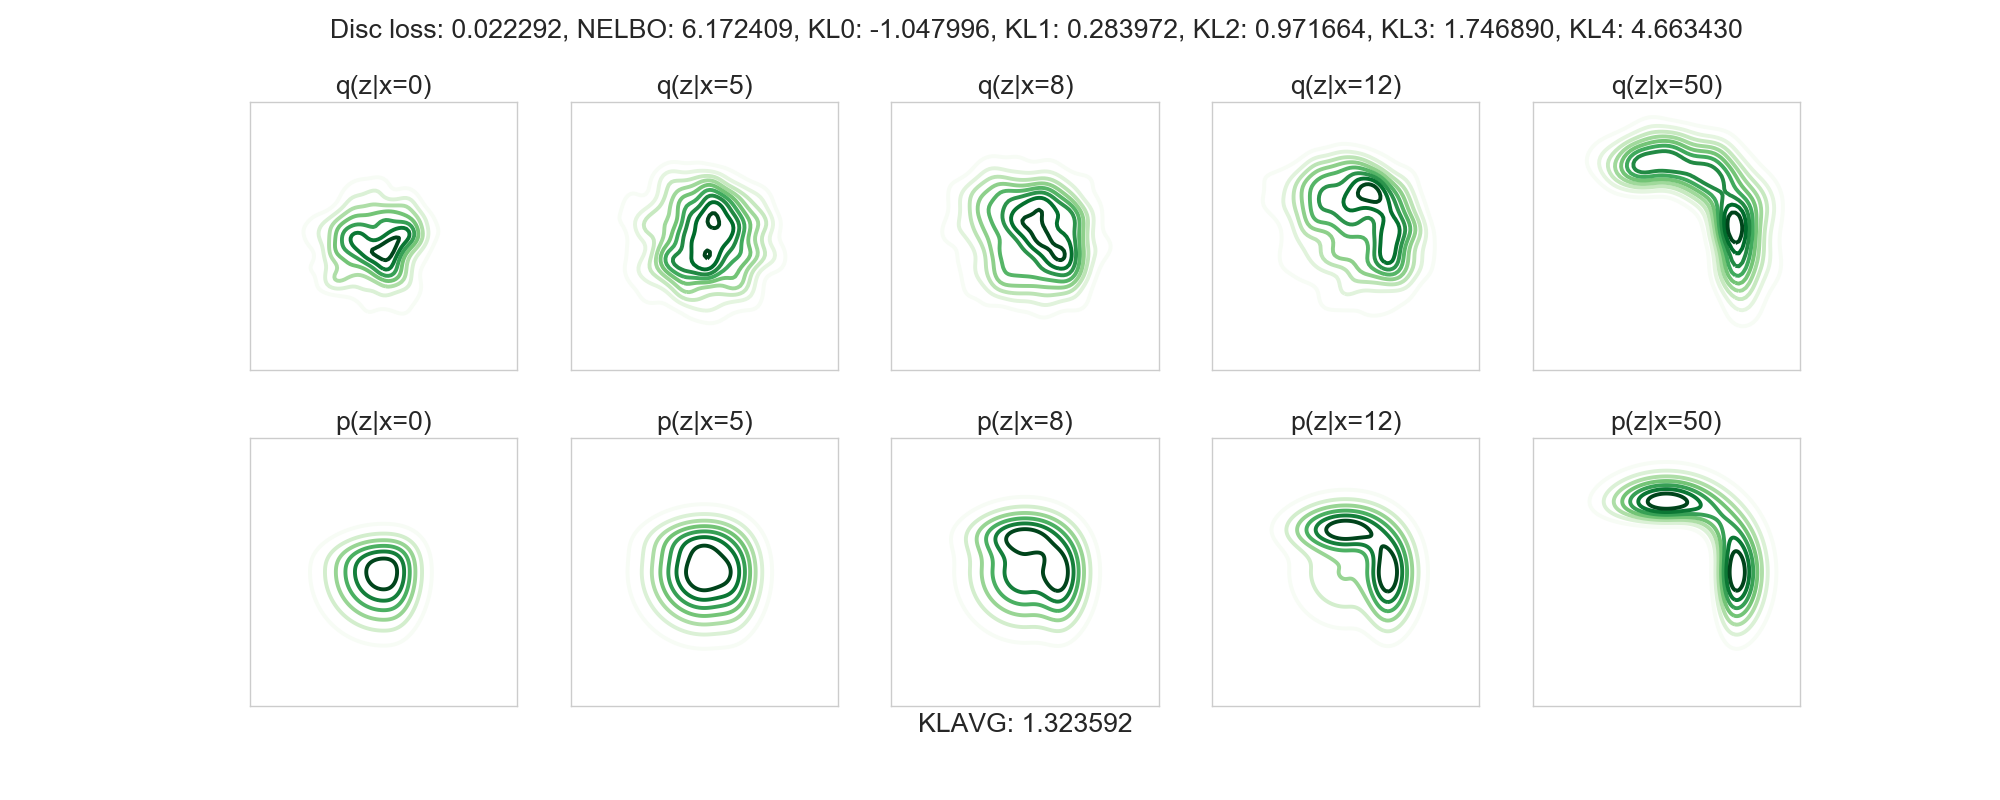 Disc loss: 0.022292, NELBO: 6.172409, KL0: -1.047996, KL1: 0.283972, KL2: 0.971664, KL3: 1.746890, KL4: 4.663430
q(z|x=0)
q(z|x=5)
q(z|x=8)
q(z|x=12)
q(z|x=50)
p(z|x=0)
p(z|x=5)
p(z|x=8)
p(z|x=12)
p(z|x=50)
KLAVG: 1.323592